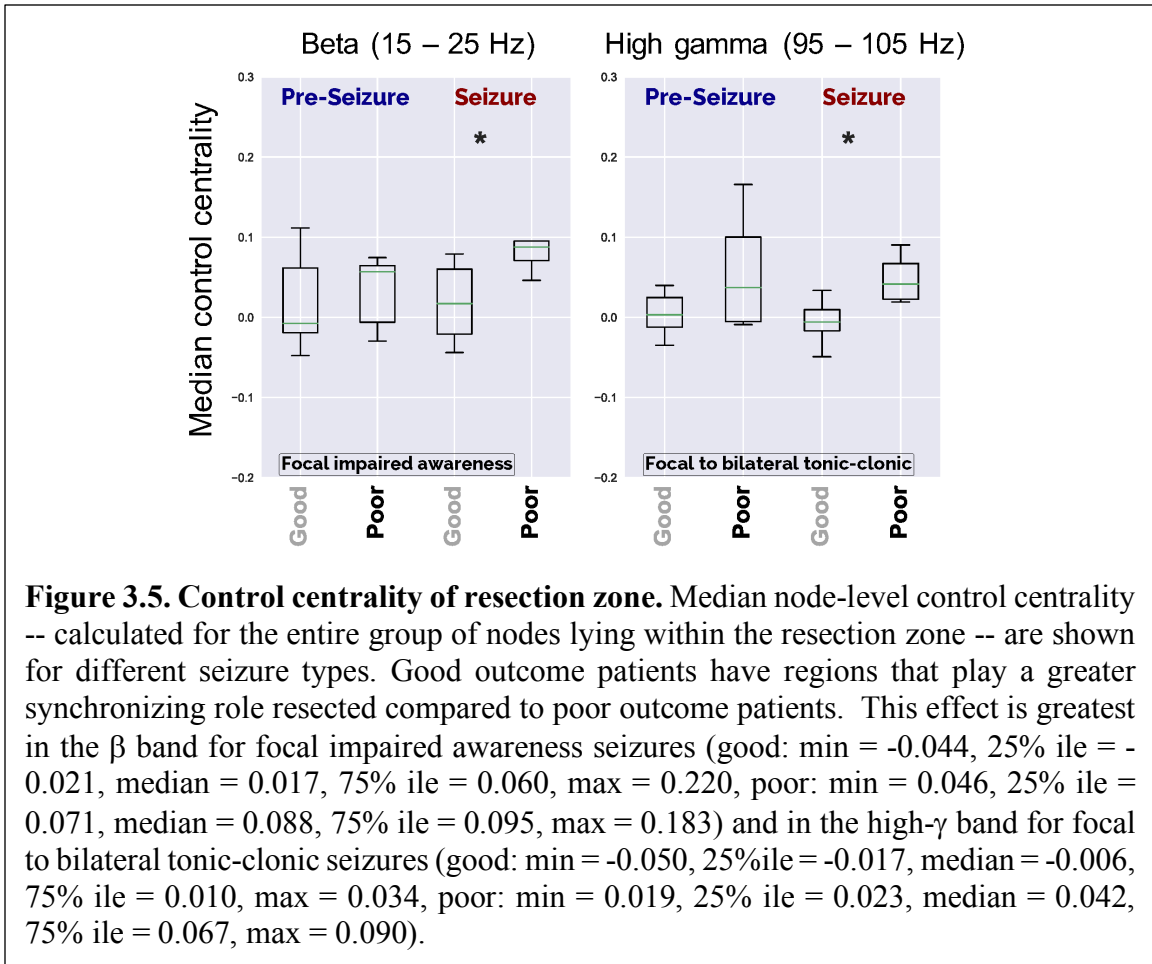 Beta (15 – 25 Hz)
High gamma (95 – 105 Hz)
Median control centrality
0.3
0.2
0.1
0.0
−0.1
−0.2
Pre-Seizure
Seizure
*
Focal impaired awareness
Good
Poor
Good
Poor
0.3
0.2
0.1
0.0
−0.1
−0.2
Pre-Seizure
Seizure
*
Focal to bilateral tonic-clonic
Good
Poor
Good
Poor
Figure 3.5. Control centrality of resection zone. Median node-level control centrality
-- calculated for the entire group of nodes lying within the resection zone -- are shown
for different seizure types. Good outcome patients have regions that play a greater
synchronizing role resected compared to poor outcome patients. This effect is greatest
in the β band for focal impaired awareness seizures (good: min = -0.044, 25% ile = -
0.021, median = 0.017, 75% ile = 0.060, max = 0.220, poor: min = 0.046, 25% ile =
0.071, median = 0.088, 75% ile = 0.095, max = 0.183) and in the high-γ band for focal
to bilateral tonic-clonic seizures (good: min = -0.050, 25%ile = -0.017, median = -0.006,
75% ile = 0.010, max = 0.034, poor: min = 0.019, 25% ile = 0.023, median = 0.042,
75% ile = 0.067, max = 0.090).